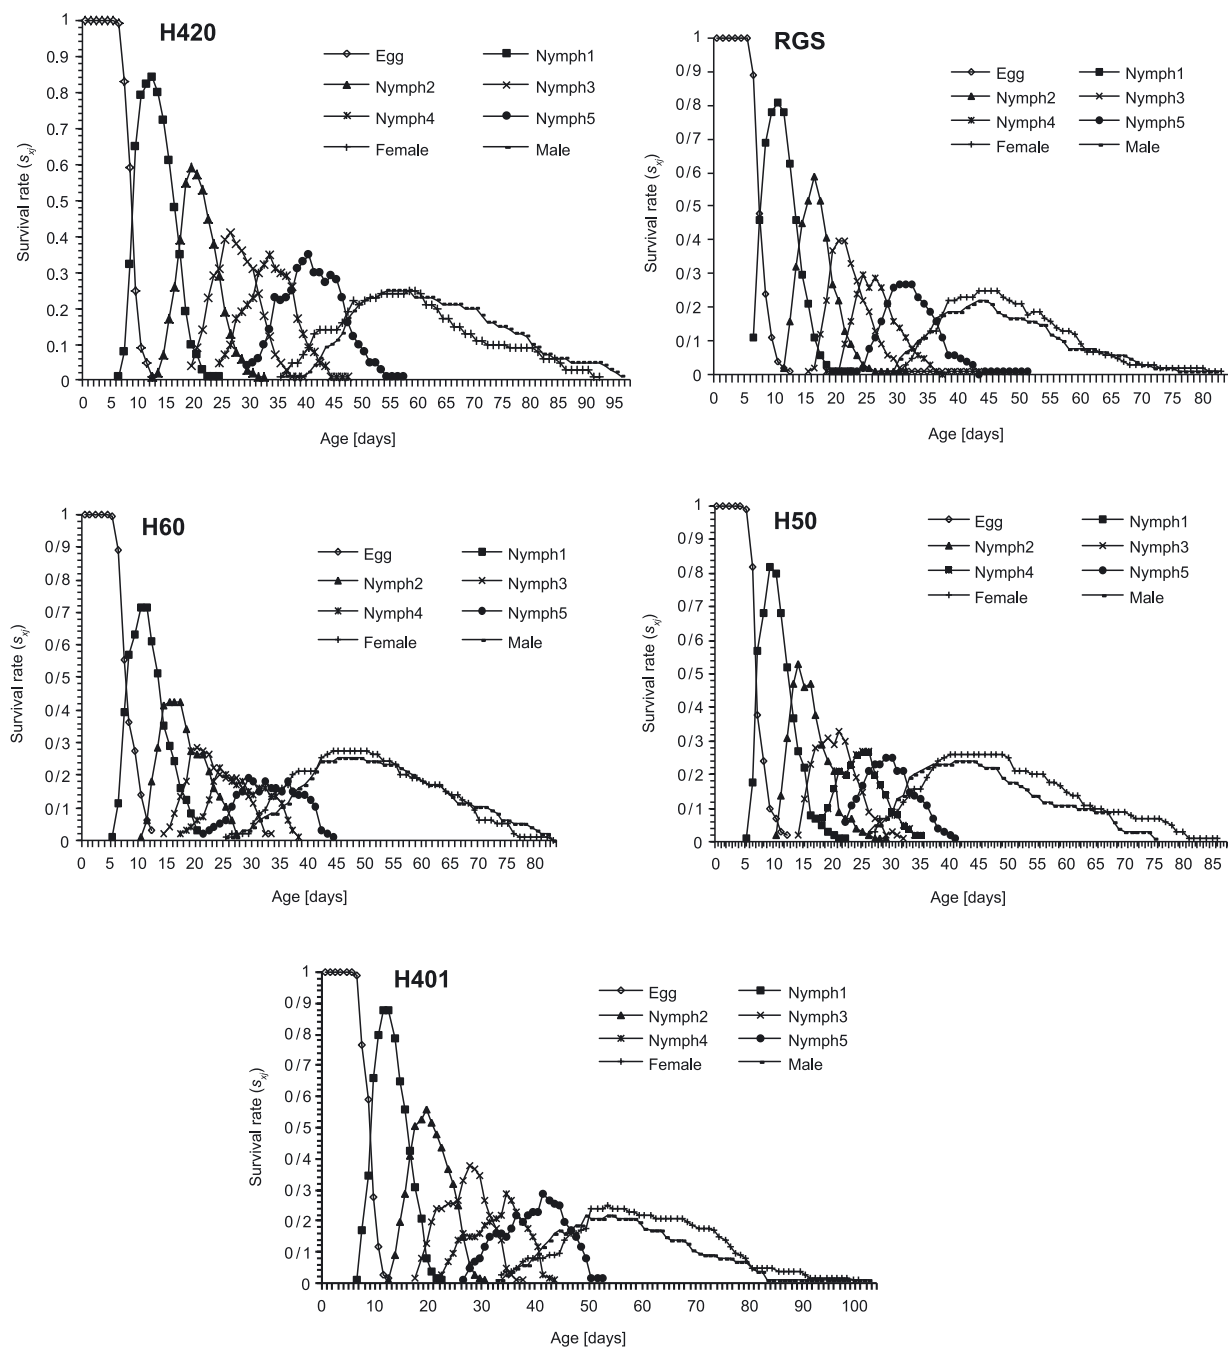 H420
Egg
Nymph1
Nymph2
Nymph3
Nymph4
Nymph5
Female
Male
Survival rate (sxj)
1
0.9
0.8
0.7
0.6
0.5
0.4
0.3
0.2
0.1
0
0 5 10 15 20 25 30 35 40 45 50 55 60 65 70 75 80 85 90 95
Age [days]
RGS
Egg
Nymph1
Nymph2
Nymph3
Nymph4
Nymph5
Female
Male
Survival rate (sxj)
1
0/9
0/8
0/7
0/6
0/5
0/4
0/3
0/2
0/1
0
0 5 10 15 20 25 30 35 40 45 50 55 60 65 70 75 80
Age [days]
H60
Egg
Nymph1
Nymph2
Nymph3
Nymph4
Nymph5
Female
Male
Survival rate (sxj)
1
0/9
0/8
0/7
0/6
0/5
0/4
0/3
0/2
0/1
0
0 5 10 15 20 25 30 35 40 45 50 55 60 65 70 75 80
Age [days]
H50
Egg
Nymph1
Nymph2
Nymph3
Nymph4
Nymph5
Female
Male
Survival rate (sxj)
1
0/9
0/8
0/7
0/6
0/5
0/4
0/3
0/2
0/1
0
0 5 10 15 20 25 30 35 40 45 50 55 60 65 70 75 80 85
Age [days]
H401
Egg
Nymph1
Nymph2
Nymph3
Nymph4
Nymph5
Female
Male
Survival rate (sxj)
1
0/9
0/8
0/7
0/6
0/5
0/4
0/3
0/2
0/1
0
0 10 20 30 40 50 60 70 80 90 100
Age [days]